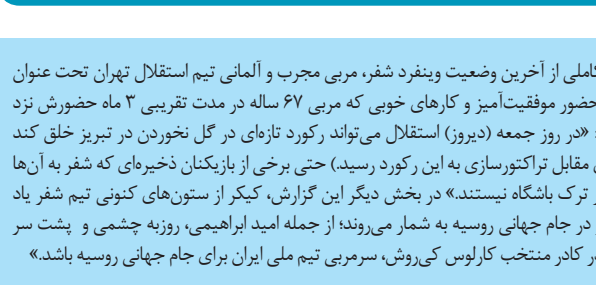 کاملی از آخرین وضعیت وینفرد شفر، مربی مجرب و آلمانی تیم استقلال تهران تحت عنوان
حضور موفقیت‌آمیز و کارهای خوبی که مربی ۶۷ ساله در مدت تقریبی ۳ ماه حضورش نزد
«در روز جمعه (دیروز) استقلال می‌تواند رکورد تازه‌ای در گل نخوردن در تبریز خلق کند
مقابل تراکتورسازی به این رکورد رسید.) حتی برخی از بازیکنان ذخیره‌ای که شفر به آن‌ها
ترک باشگاه نیستند.» در بخش دیگر این گزارش، کیکر از ستون‌های کنونی تیم شفر یاد
در جام جهانی روسیه به شمار می‌روند؛ از جمله امید ابراهیمی، روزبه چشمی و پشت سر
کادر منتخب کارلوس کی‌روش، سرمربی تیم ملی ایران برای جام جهانی روسیه باشد.»